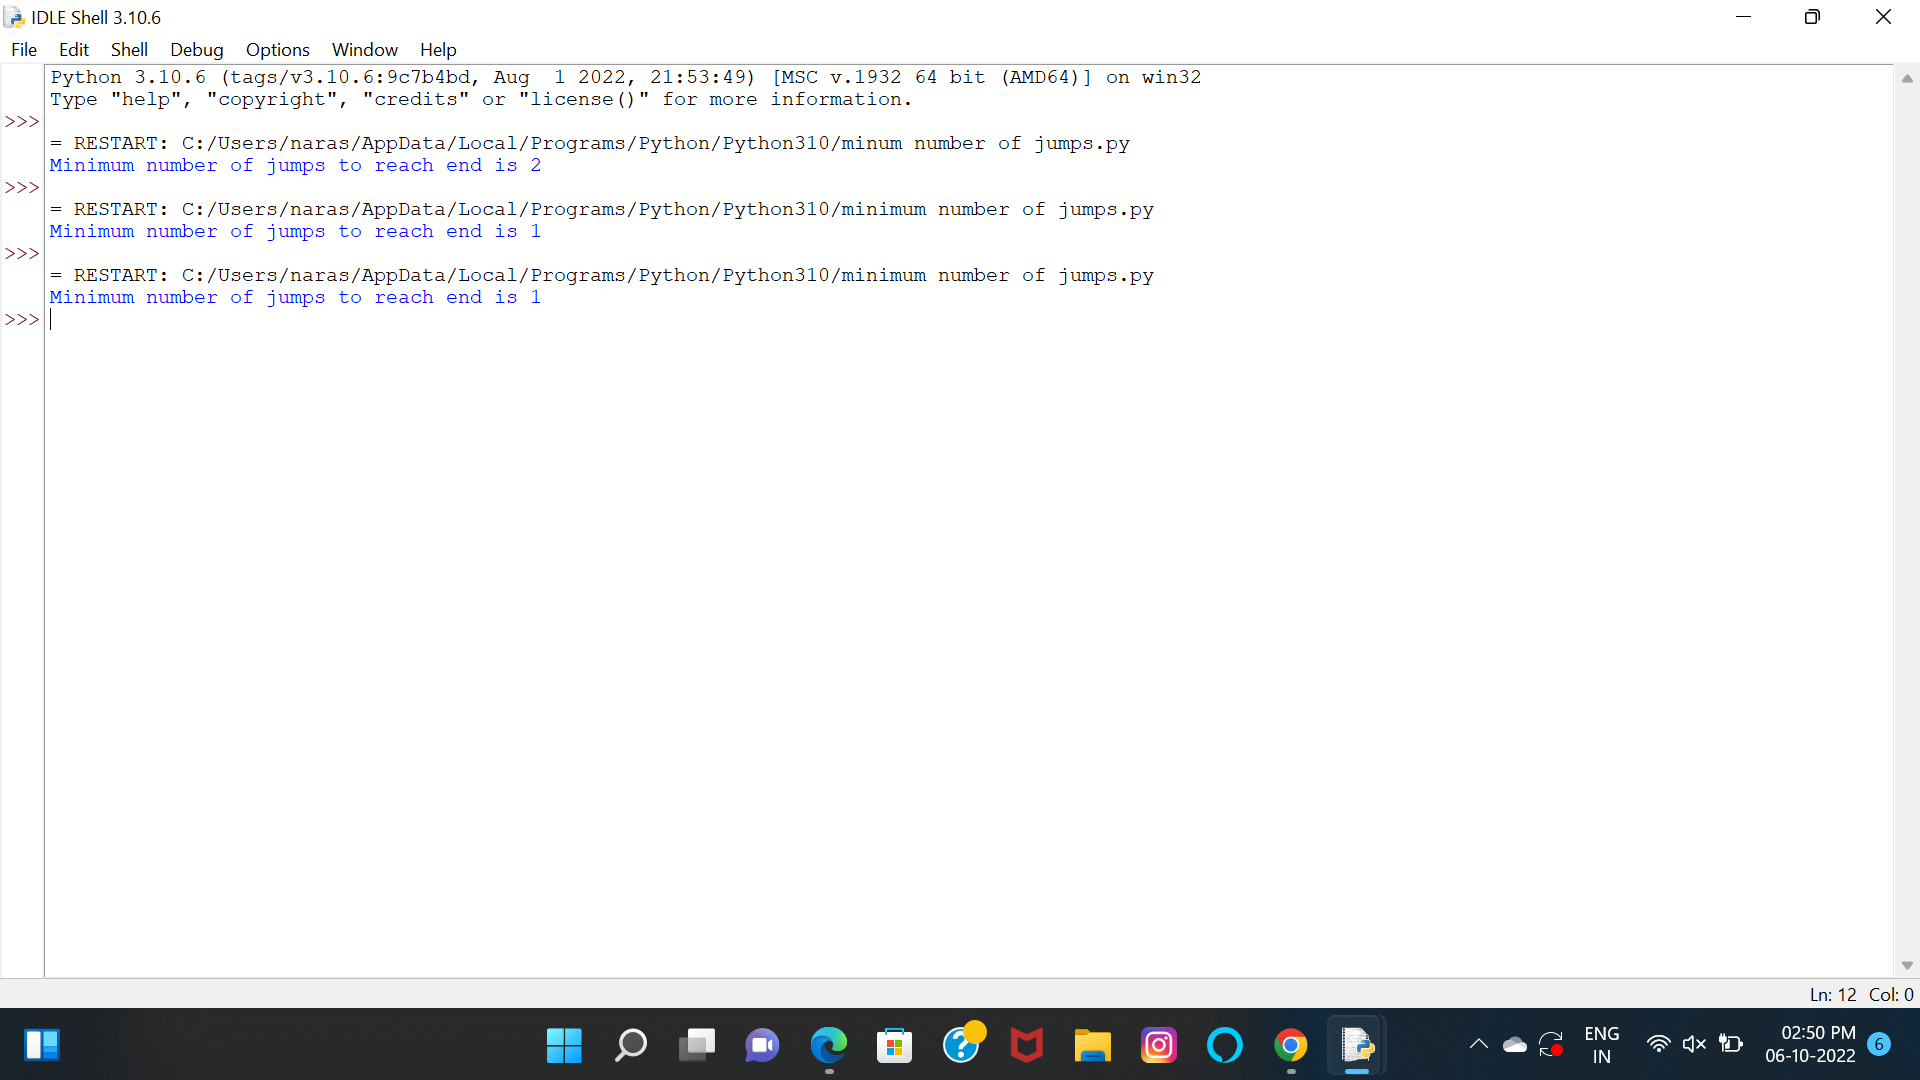 IDLE Shell 3.10.6
File Edit Shell Debug Options Window Help
Python 3.10.6 (tags/v3.10.6:9c7b4bd, Aug  1 2022, 21:53:49) [MSC v.1932 64 bit (AMD64)] on win32
Type "help", "copyright", "credits" or "license()" for more information.
>>>
= RESTART: C:/Users/naras/AppData/Local/Programs/Python/Python310/minum number of jumps.py
Minimum number of jumps to reach end is 2
>>>
= RESTART: C:/Users/naras/AppData/Local/Programs/Python/Python310/minimum number of jumps.py
Minimum number of jumps to reach end is 1
>>>
= RESTART: C:/Users/naras/AppData/Local/Programs/Python/Python310/minimum number of jumps.py
Minimum number of jumps to reach end is 1
>>>
Ln: 12 Col: 0
ENG
IN
02:50 PM
06-10-2022
6